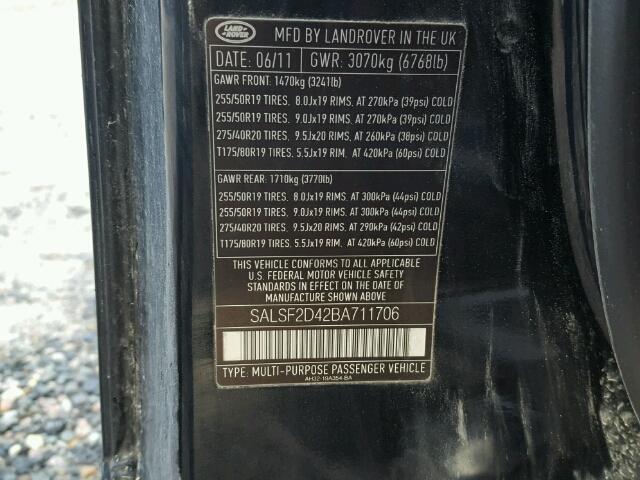 LAND ROVER
MFD BY LANDROVER IN THE UK
DATE: 06/11 GWR: 3070kg (6768lb)
GAWR FRONT: 1470kg (3241lb)
255/50R19 TIRES, 8.0Jx19 RIMS, AT 270kPa (39psi) COLD
255/50R19 TIRES, 9.0Jx19 RIMS, AT 270kPa (39psi) COLD
275/40R20 TIRES, 9.5Jx20 RIMS, AT 260kPa (38psi) COLD
T175/80R19 TIRES, 5.5Jx19 RIM, AT 420kPa (60psi) COLD
GAWR REAR: 1710kg (3770lb)
255/50R19 TIRES, 8.0Jx19 RIMS, AT 300kPa (44psi) COLD
255/50R19 TIRES, 9.0Jx19 RIMS, AT 300kPa (44psi) COLD
275/40R20 TIRES, 9.5Jx20 RIMS, AT 290kPa (42psi) COLD
T175/80R19 TIRES, 5.5Jx19 RIM, AT 420kPa (60psi) COLD
THIS VEHICLE CONFORMS TO ALL APPLICABLE
U.S. FEDERAL MOTOR VEHICLE SAFETY
STANDARDS IN EFFECT ON THE DATE OF
MANUFACTURE SHOWN ABOVE.
SALSF2D42BA711706
TYPE: MULTI-PURPOSE PASSENGER VEHICLE
AH32-19A354-BA